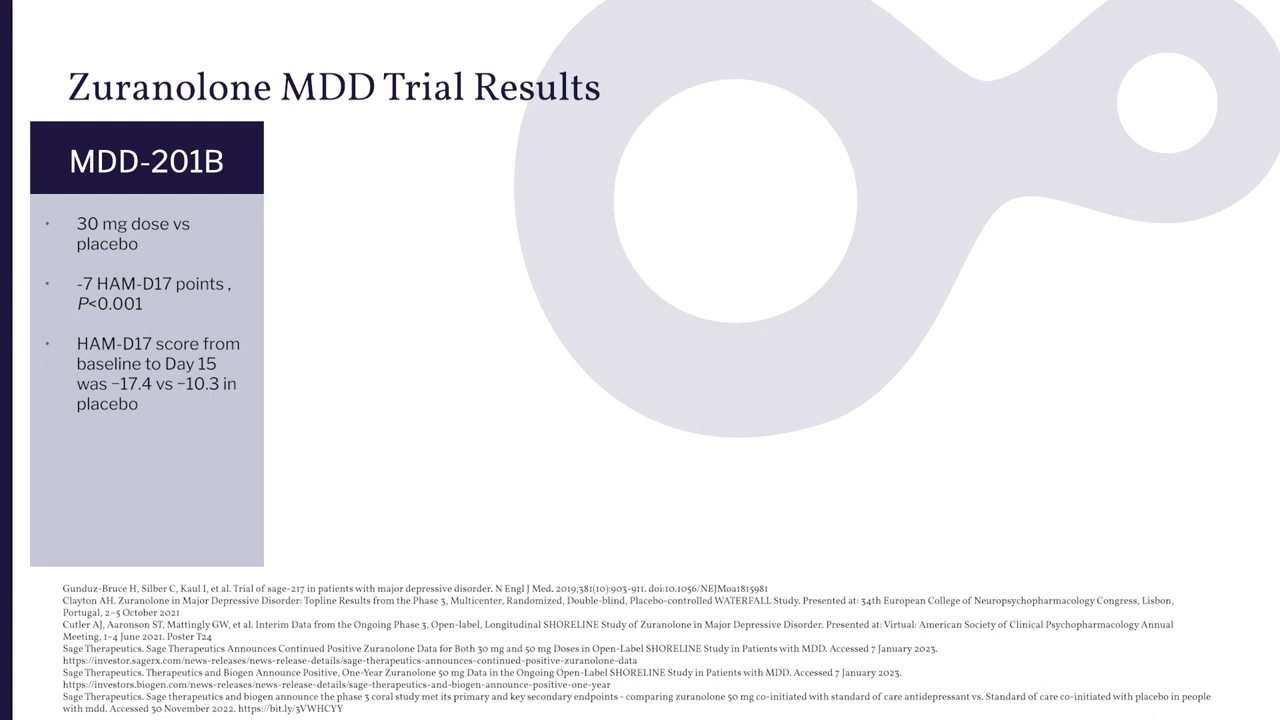 Zuranolone MDD Trial Results
MDD-201B
• 30 mg dose vs
placebo
• -7 HAM-D17 points ,
P<0.001
• HAM-D17 score from
baseline to Day 15
was −17.4 vs −10.3 in
placebo
Gunduz-Bruce H, Silber C, Kaul I, et al. Trial of sage-217 in patients with major depressive disorder. N Engl J Med. 2019;381(10):903-911. doi:10.1056/NEJMoa1815981
Clayton AH. Zuranolone in Major Depressive Disorder: Topline Results from the Phase 3, Multicenter, Randomized, Double-blind, Placebo-controlled WATERFALL Study. Presented at: 34th European College of Neuropsychopharmacology Congress, Lisbon,
Portugal, 2–5 October 2021
Cutler AJ, Aaronson ST, Mattingly GW, et al. Interim Data from the Ongoing Phase 3, Open-label, Longitudinal SHORELINE Study of Zuranolone in Major Depressive Disorder. Presented at: Virtual: American Society of Clinical Psychopharmacology Annual
Meeting, 1–4 June 2021. Poster T24
Sage Therapeutics. Sage Therapeutics Announces Continued Positive Zuranolone Data for Both 30 mg and 50 mg Doses in Open-Label SHORELINE Study in Patients with MDD. Accessed 7 January 2023.
https://investor.sagerx.com/news-releases/news-release-details/sage-therapeutics-announces-continued-positive-zuranolone-data
Sage Therapeutics. Therapeutics and Biogen Announce Positive, One-Year Zuranolone 50 mg Data in the Ongoing Open-Label SHORELINE Study in Patients with MDD. Accessed 7 January 2023.
https://investors.biogen.com/news-releases/news-release-details/sage-therapeutics-and-biogen-announce-positive-one-year
Sage Therapeutics. Sage therapeutics and biogen announce the phase 3 coral study met its primary and key secondary endpoints - comparing zuranolone 50 mg co-initiated with standard of care antidepressant vs. Standard of care co-initiated with placebo in people
with mdd. Accessed 30 November 2022. https://bit.ly/3VWHCYY